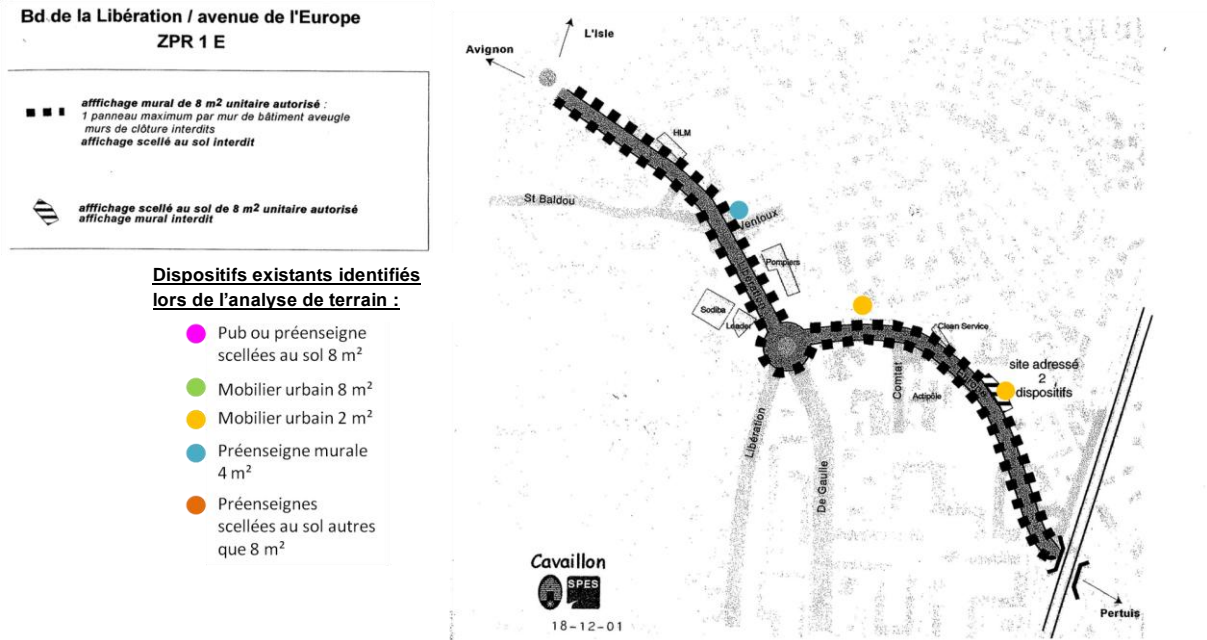 Bd de la Libération / avenue de l'Europe
ZPR 1 E
afffichage mural de 8 m² unitaire autorisé :
1 panneau maximum par mur de bâtiment aveugle
murs de clôture interdits
affichage scellé au sol interdit
afffichage scellé au sol de 8 m² unitaire autorisé
affichage mural interdit
Dispositifs existants identifiés
lors de l'analyse de terrain :
Pub ou préenseigne
scellées au sol 8 m²
Mobilier urbain 8 m²
Mobilier urbain 2 m²
Préenseigne murale
4 m²
Préenseignes
scellées au sol autres
que 8 m²
L'Isle
Avignon
HLM
St Baldou
Ventoux
Pompiers
Libération
Sodiba
Leader
Clean Service
site adressé
2
dispositifs
Comtat
Actipôle
Libération
De Gaulle
Cavaillon
SPES
18-12-01
Pertuis